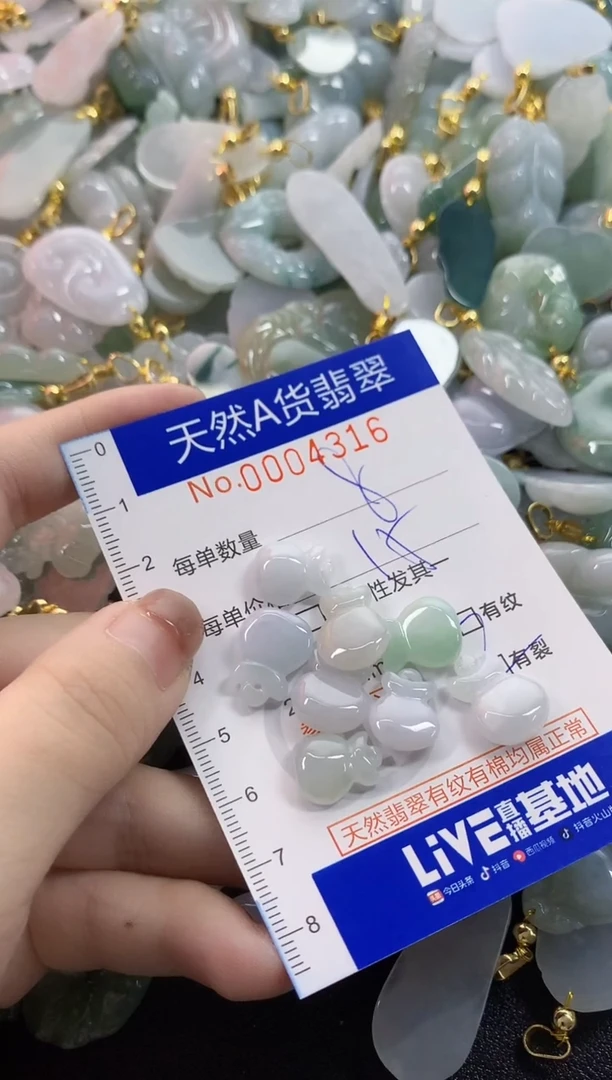 天然A货翡翠
No.0004316
0
1
2
4
5
6
7
8
每单数量
8
每单价
18
性发其
有纹
有裂
天然翡翠有纹有棉均属正常
LiVE直播基地
今日头条 抖音 西瓜视频 抖音火山